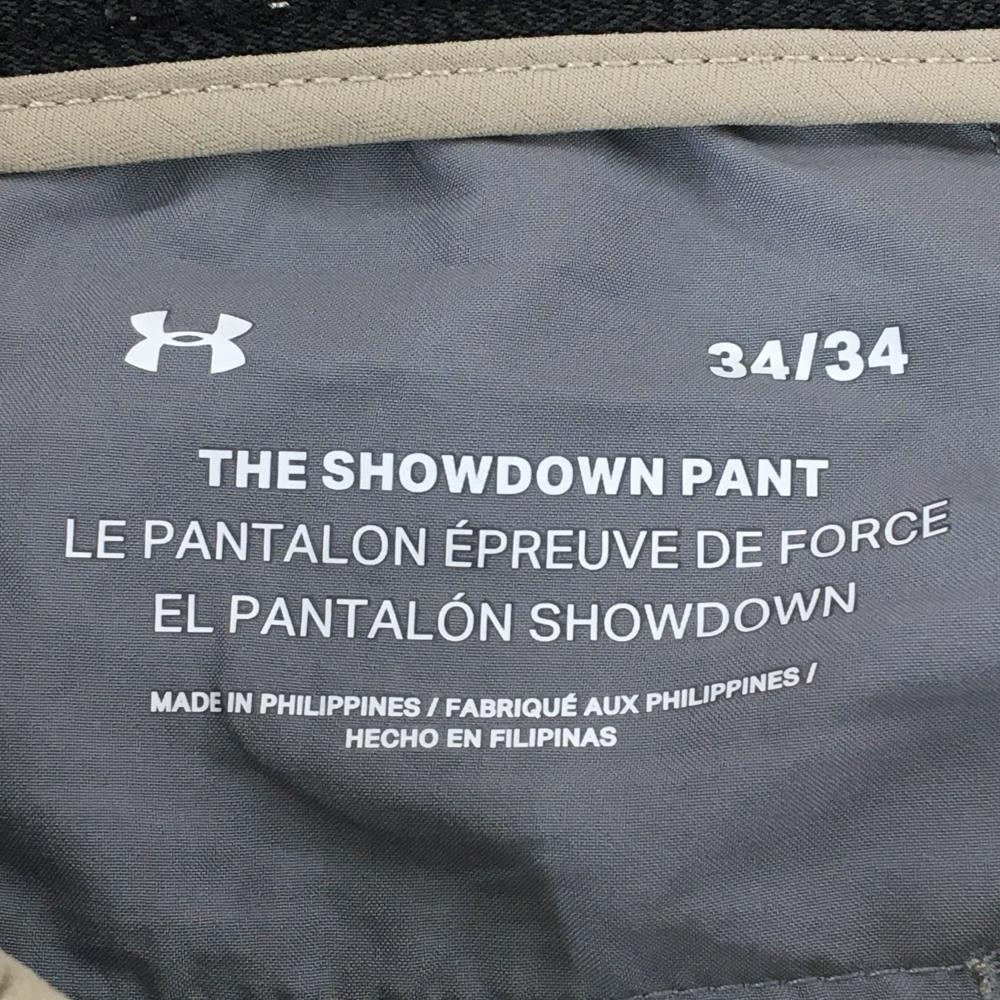 34/34
THE SHOWDOWN PANT
LE PANTALON ÉPREUVE DE FORCE
EL PANTALÓN SHOWDOWN
MADE IN PHILIPPINES / FABRIQUÉ AUX PHILIPPINES /
HECHO EN FILIPINAS